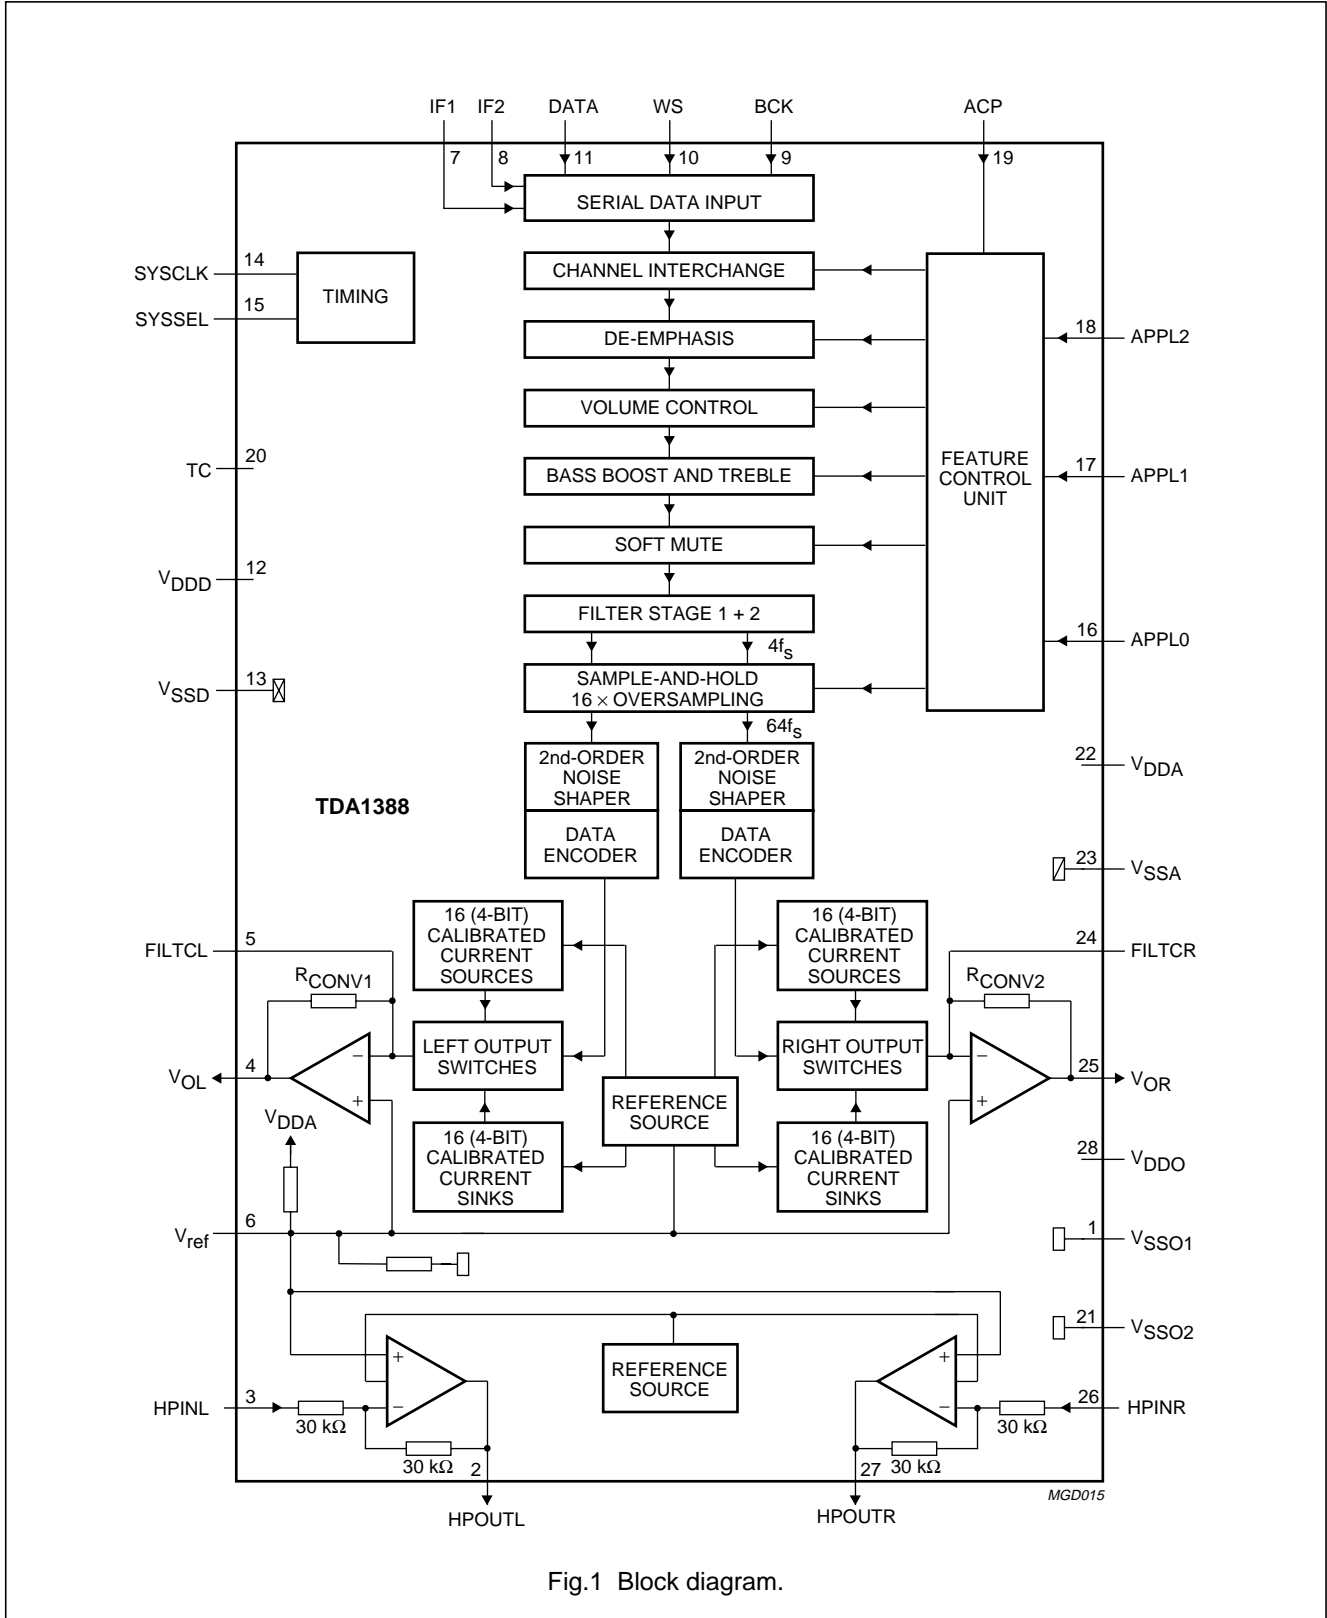 IF1 IF2 DATA WS BCK ACP
7 8 11 10 9 19
SERIAL DATA INPUT
SYSCLK 14
SYSSEL 15
TIMING
CHANNEL INTERCHANGE
DE-EMPHASIS
18 APPL2
VOLUME CONTROL
TC 20
BASS BOOST AND TREBLE
FEATURE
CONTROL
UNIT
17 APPL1
SOFT MUTE
VDDD 12
FILTER STAGE 1 + 2
16 APPL0
4fs
VSSD 13
SAMPLE-AND-HOLD
16 × OVERSAMPLING
64fs
2nd-ORDER
NOISE
SHAPER
2nd-ORDER
NOISE
SHAPER
22 VDDA
TDA1388
DATA
ENCODER
DATA
ENCODER
23 VSSA
16 (4-BIT)
CALIBRATED
CURRENT
SOURCES
16 (4-BIT)
CALIBRATED
CURRENT
SOURCES
FILTCL 5
24 FILTCR
RCONV1
RCONV2
LEFT OUTPUT
SWITCHES
RIGHT OUTPUT
SWITCHES
− +
− +
VOL 4
25 VOR
REFERENCE
SOURCE
VDDA
16 (4-BIT)
CALIBRATED
CURRENT
SINKS
16 (4-BIT)
CALIBRATED
CURRENT
SINKS
28 VDDO
Vref 6
1 VSSO1
21 VSSO2
+ −
REFERENCE
SOURCE
+ −
HPINL 3
30 kΩ
30 kΩ
26 HPINR
30 kΩ
30 kΩ
2 27
HPOUTL
HPOUTR
MGD015
Fig.1 Block diagram.